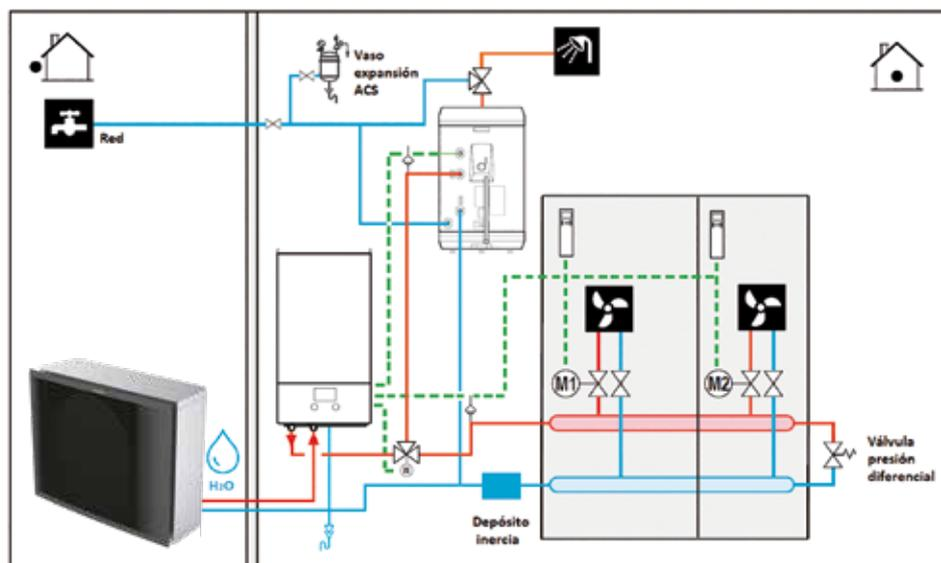 Vaso
expansión
ACS
Red
M1
M2
H₂O
Válvula
presión
diferencial
Depósito
inercia